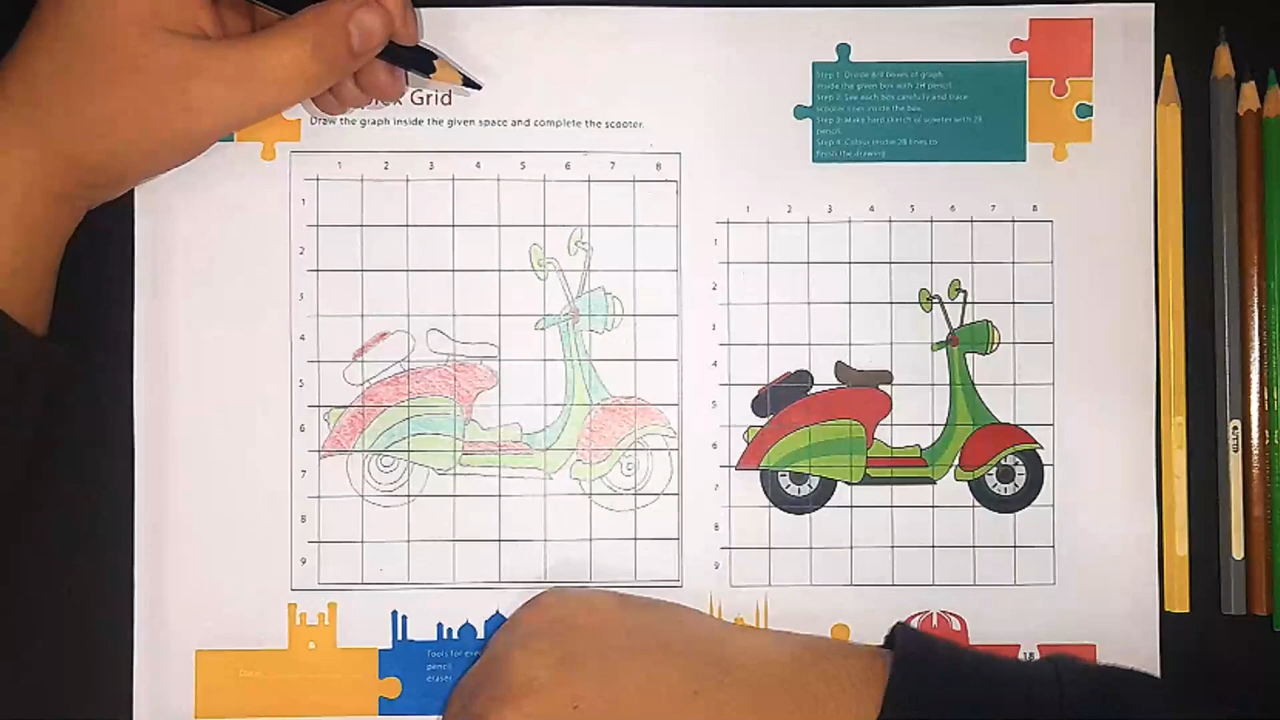 Grid
Draw the graph inside the given space and complete the scooter.
Step 1: Divide 8/9 boxes of graph
inside the given box with 2H pencil.
Step 2: See each box carefully and trace
scooter lines inside the box.
Step 3: Make hard sketch of scooter with 2B
pencil.
Step 4: Colour inside 2B lines to
finish the drawing
1 2 3 4 5 6 7 8
1
2
3
4
5
6
7
8
9
1 2 3 4 5 6 7 8
1
2
3
4
5
6
7
8
9
Tools for
pencil
eraser
18